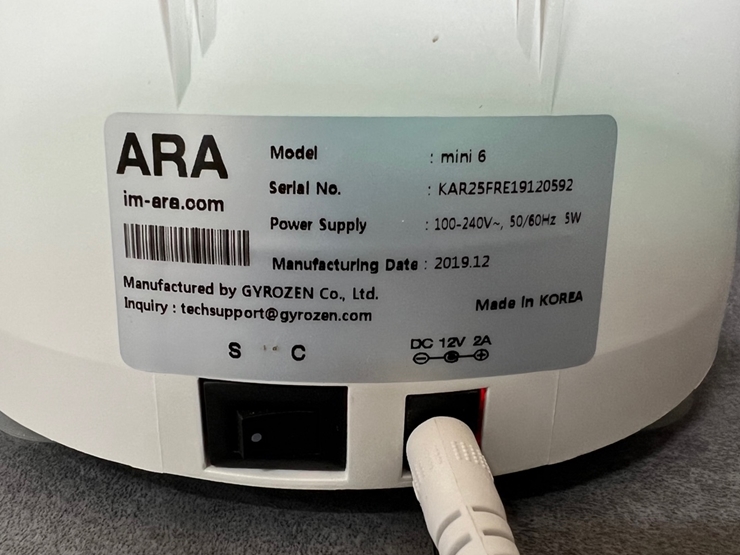 ARA
im-ara.com
Model : mini 6
Serial No. : KAR25FRE19120592
Power Supply : 100-240V~, 50/60Hz 5W
Manufacturing Date : 2019.12
Manufactured by GYROZEN Co., Ltd.
Inquiry : techsupport@gyrozen.com
Made in KOREA
S C
DC 12V 2A